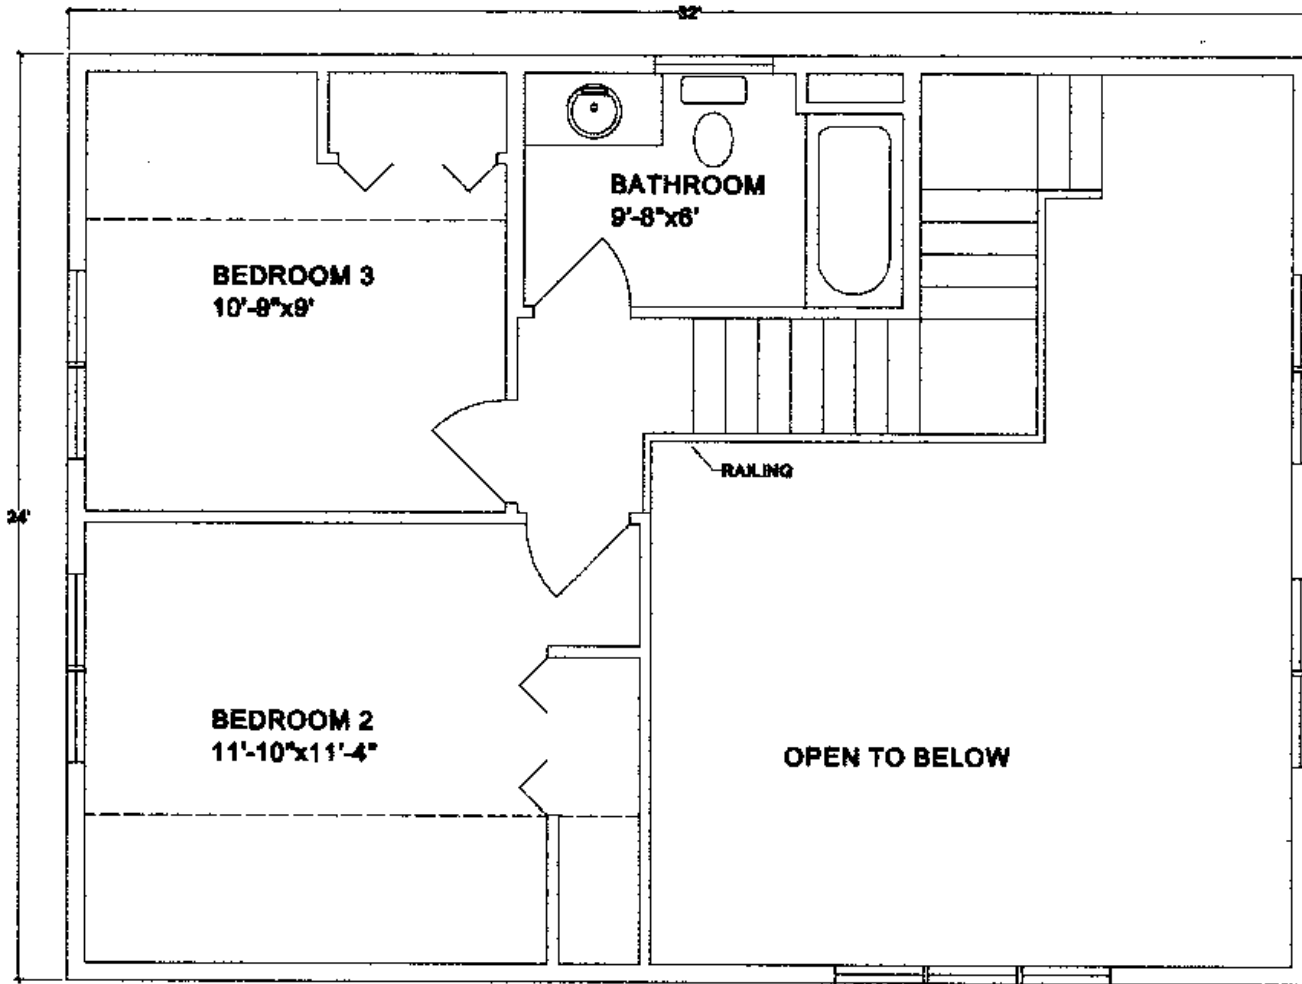 32'
BATHROOM
9'-8"x6'
BEDROOM 3
10'-9"x9'
RAILING
24'
BEDROOM 2
11'-10"x11'-4"
OPEN TO BELOW